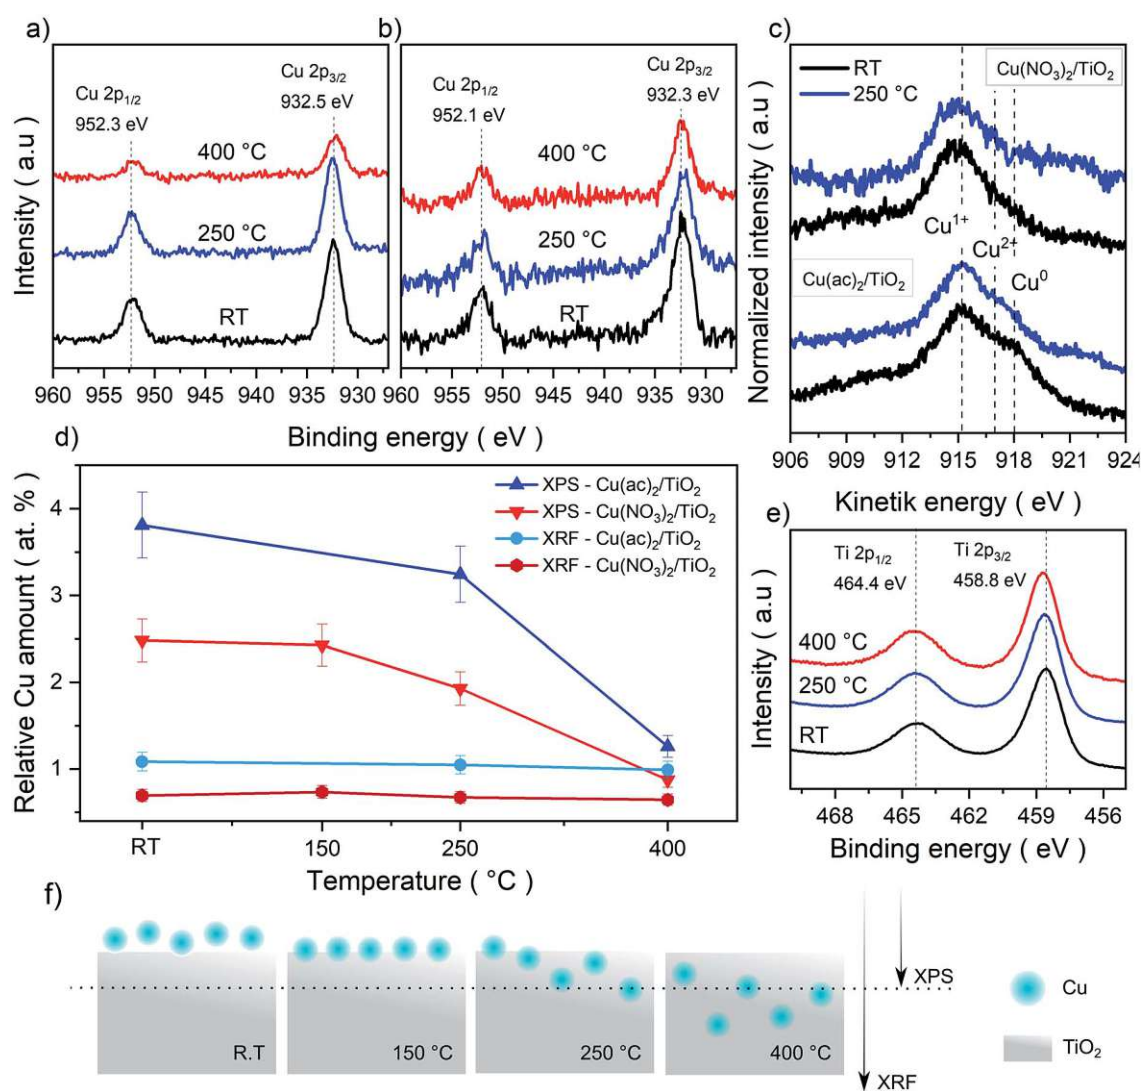 a)
Cu 2p3/2
932.5 eV
Cu 2p1/2
952.3 eV
400 °C
250 °C
RT
Intensity ( a.u )
960 955 950 945 940 935 930
b)
Cu 2p3/2
932.3 eV
Cu 2p1/2
952.1 eV
400 °C
250 °C
RT
960 955 950 945 940 935 930
Binding energy ( eV )
c)
RT
250 °C
Cu(NO3)2/TiO2
Cu1+
Cu2+
Cu0
Cu(ac)2/TiO2
Normalized intensity
906 909 912 915 918 921 924
Kinetik energy ( eV )
d)
XPS - Cu(ac)2/TiO2
XPS - Cu(NO3)2/TiO2
XRF - Cu(ac)2/TiO2
XRF - Cu(NO3)2/TiO2
Relative Cu amount ( at. % )
4
3
2
1
RT 150 250 400
Temperature ( °C )
e)
Ti 2p1/2
464.4 eV
Ti 2p3/2
458.8 eV
400 °C
250 °C
RT
Intensity ( a.u )
468 465 462 459 456
Binding energy ( eV )
f)
R.T
150 °C
250 °C
400 °C
XPS
XRF
Cu
TiO2